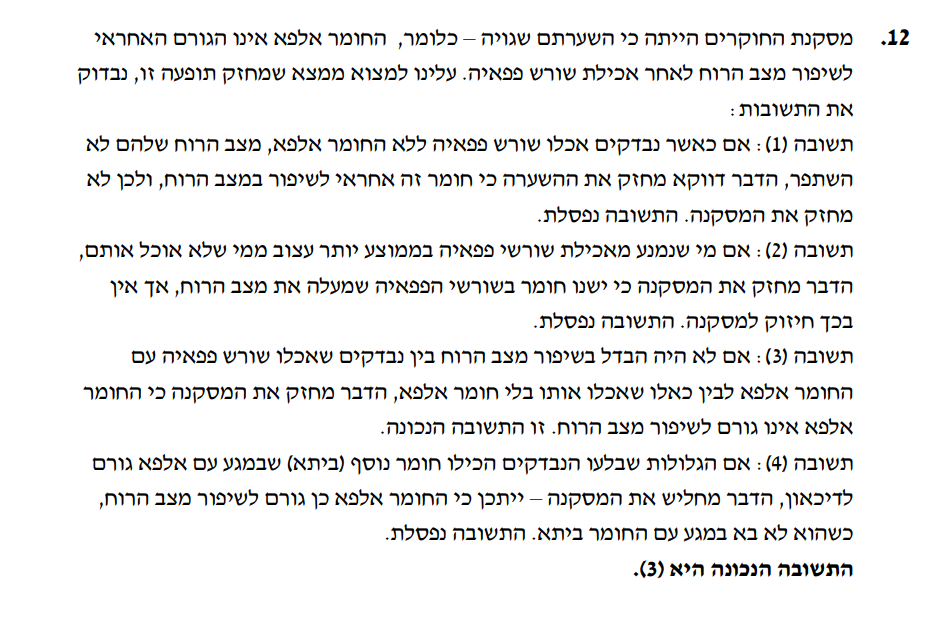 12. מסקנת החוקרים הייתה כי השערתם שגויה – כלומר, החומר אלפא אינו הגורם האחראי
לשיפור מצב הרוח לאחר אכילת שורש פפאיה. עלינו למצוא ממצא שמחזק תופעה זו, נבדוק
את התשובות:
תשובה (1): אם כאשר נבדקים אכלו שורש פפאיה ללא החומר אלפא, מצב הרוח שלהם לא
השתפר, הדבר דווקא מחזק את ההשערה כי חומר זה אחראי לשיפור במצב הרוח, ולכן לא
מחזק את המסקנה. התשובה נפסלת.
תשובה (2): אם מי שנמנע מאכילת שורשי פפאיה בממוצע יותר עצוב ממי שלא אוכל אותם,
הדבר מחזק את המסקנה כי ישנו חומר בשורשי הפפאיה שמעלה את מצב הרוח, אך אין
בכך חיזוק למסקנה. התשובה נפסלת.
תשובה (3): אם לא היה הבדל בשיפור מצב הרוח בין נבדקים שאכלו שורש פפאיה עם
החומר אלפא לבין כאלו שאכלו אותו בלי חומר אלפא, הדבר מחזק את המסקנה כי החומר
אלפא אינו גורם לשיפור מצב הרוח. זו התשובה הנכונה.
תשובה (4): אם הגלולות שבלעו הנבדקים הכילו חומר נוסף (ביתא) שבמגע עם אלפא גורם
לדיכאון, הדבר מחליש את המסקנה – ייתכן כי החומר אלפא כן גורם לשיפור מצב הרוח,
כשהוא לא בא במגע עם החומר ביתא. התשובה נפסלת.
התשובה הנכונה היא (3).